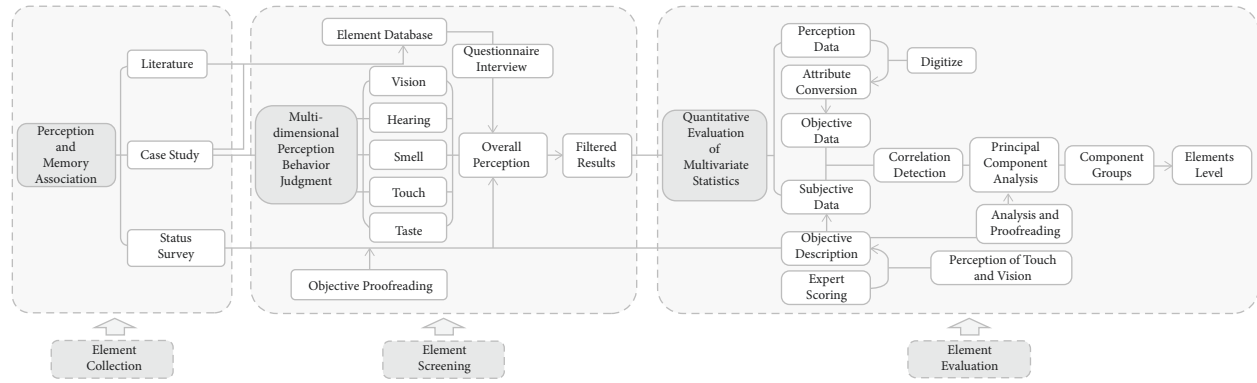 Perception
and
Memory
Association
Literature
Case Study
Status
Survey
Element
Collection
Element Database
Questionnaire
Interview
Multi-
dimensional
Perception
Behavior
Judgment
Vision
Hearing
Smell
Touch
Taste
Overall
Perception
Filtered
Results
Objective Proofreading
Element
Screening
Quantitative
Evaluation
of
Multivariate
Statistics
Perception
Data
Attribute
Conversion
Digitize
Objective
Data
Subjective
Data
Correlation
Detection
Principal
Component
Analysis
Component
Groups
Elements
Level
Analysis and
Proofreading
Objective
Description
Expert
Scoring
Perception of Touch
and Vision
Element
Evaluation